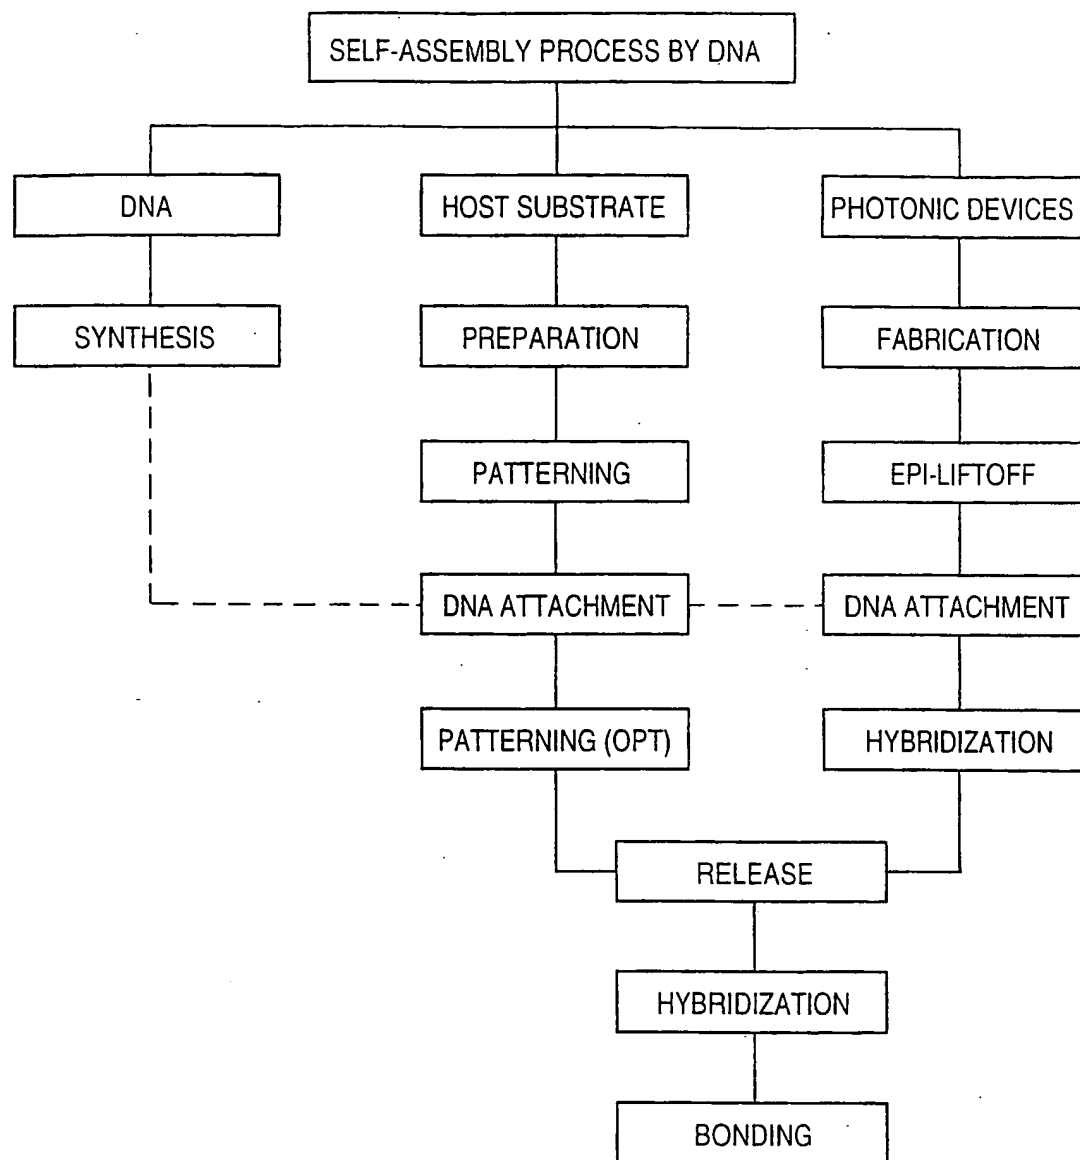 SELF-ASSEMBLY PROCESS BY DNA
DNA
HOST SUBSTRATE
PHOTONIC DEVICES
SYNTHESIS
PREPARATION
FABRICATION
PATTERNING
EPI-LIFTOFF
DNA ATTACHMENT
DNA ATTACHMENT
PATTERNING (OPT)
HYBRIDIZATION
RELEASE
HYBRIDIZATION
BONDING